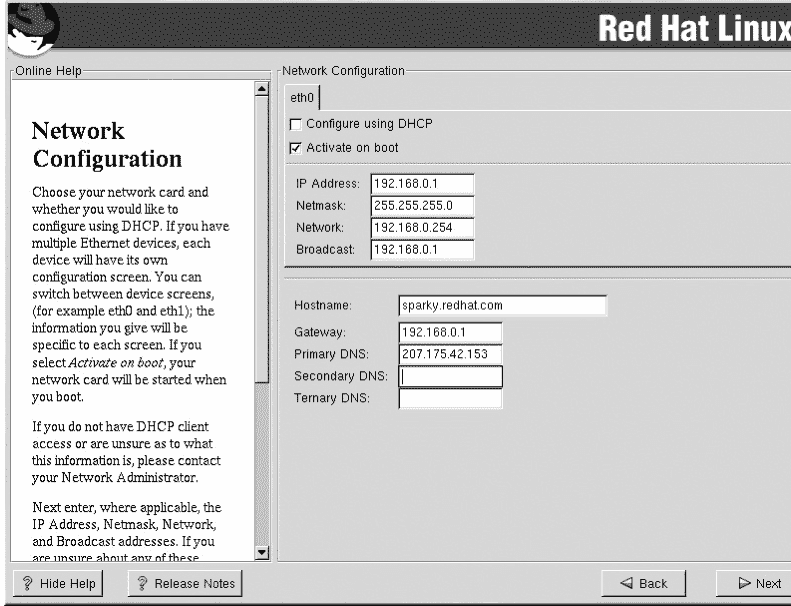 Red Hat Linux
Online Help
Network
Configuration
Choose your network card and
whether you would like to
configure using DHCP. If you have
multiple Ethernet devices, each
device will have its own
configuration screen. You can
switch between device screens,
(for example eth0 and eth1); the
information you give will be
specific to each screen. If you
select Activate on boot, your
network card will be started when
you boot.
If you do not have DHCP client
access or are unsure as to what
this information is, please contact
your Network Administrator.
Next enter, where applicable, the
IP Address, Netmask, Network,
and Broadcast addresses. If you
are unsure about any of these
Network Configuration
eth0
Configure using DHCP
Activate on boot
IP Address: 192.168.0.1
Netmask: 255.255.255.0
Network: 192.168.0.254
Broadcast: 192.168.0.1
Hostname: sparky.redhat.com
Gateway: 192.168.0.1
Primary DNS: 207.175.42.153
Secondary DNS:
Ternary DNS:
? Hide Help
? Release Notes
Back
Next